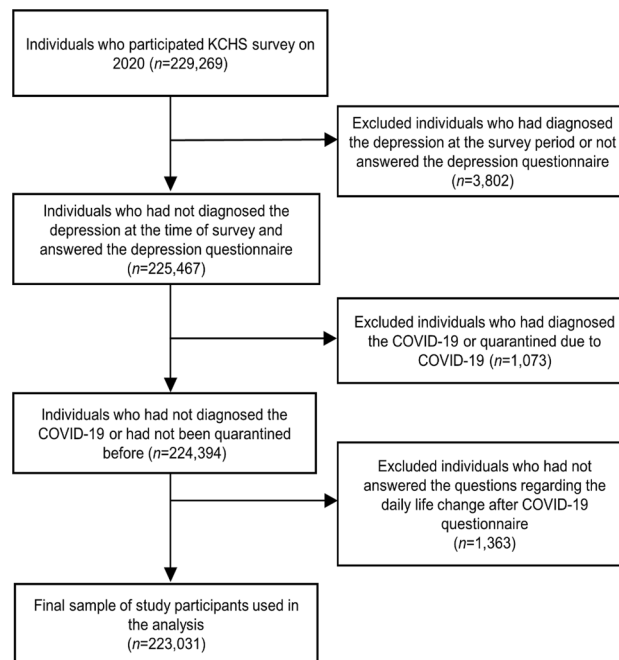 Individuals who participated KCHS survey on
2020 (n=229,269)
Excluded individuals who had diagnosed
the depression at the survey period or not
answered the depression questionnaire
(n=3,802)
Individuals who had not diagnosed the
depression at the time of survey and
answered the depression questionnaire
(n=225,467)
Excluded individuals who had diagnosed
the COVID-19 or quarantined due to
COVID-19 (n=1,073)
Individuals who had not diagnosed the
COVID-19 or had not been quarantined
before (n=224,394)
Excluded individuals who had not
answered the questions regarding the
daily life change after COVID-19
questionnaire
(n=1,363)
Final sample of study participants used in
the analysis
(n=223,031)